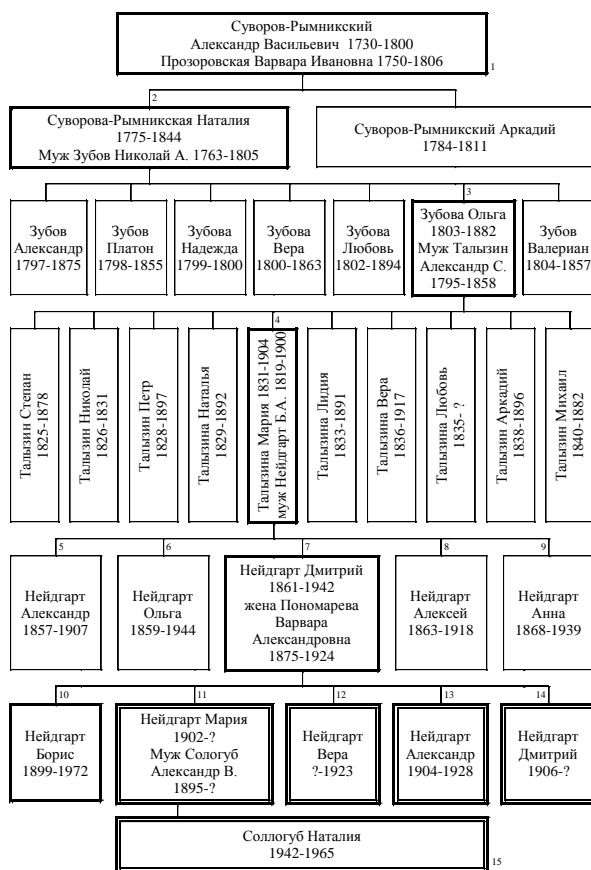 Суворов-Рымникский
Александр Васильевич 1730-1800
Прозоровская Варвара Ивановна 1750-1806
1
2
Суворова-Рымникская Наталия
1775-1844
Муж Зубов Николай А. 1763-1805
Суворов-Рымникский Аркадий
1784-1811
Зубов
Александр
1797-1875
Зубов
Платон
1798-1855
Зубова
Надежда
1799-1800
Зубова
Вера
1800-1863
Зубова
Любовь
1802-1894
3
Зубова Ольга
1803-1882
Муж Талызин
Александр С.
1795-1858
Зубов
Валериан
1804-1857
Талызин Степан
1825-1878
Талызин Николай
1826-1831
Талызин Петр
1828-1897
Талызина Наталья
1829-1892
4
Талызина Мария 1831-1904
муж Нейдгарт Б.А. 1819-1900
Талызина Лидия
1833-1891
Талызина Вера
1836-1917
Талызина Любовь
1835- ?
Талызин Аркадий
1838-1896
Талызин Михаил
1840-1882
5
Нейдгарт
Александр
1857-1907
6
Нейдгарт
Ольга
1859-1944
7
Нейдгарт Дмитрий
1861-1942
жена Пономарева
Варвара
Александровна
1875-1924
8
Нейдгарт
Алексей
1863-1918
9
Нейдгарт
Анна
1868-1939
10
Нейдгарт
Борис
1899-1972
11
Нейдгарт Мария
1902-?
Муж Сологуб
Александр В.
1895-?
12
Нейдгарт
Вера
?-1923
13
Нейдгарт
Александр
1904-1928
14
Нейдгарт
Дмитрий
1906-?
Соллогуб Наталия
1942-1965
15